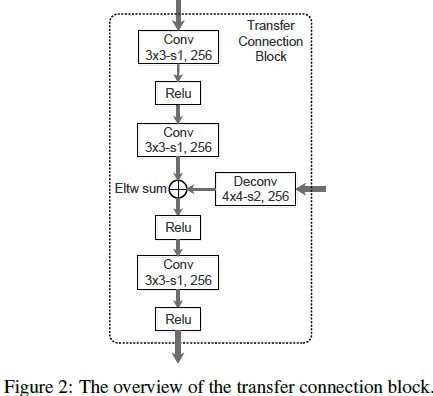 Transfer
Connection
Block
Conv
3x3-s1, 256
Relu
Conv
3x3-s1, 256
Eltw sum
Deconv
4x4-s2, 256
Relu
Conv
3x3-s1, 256
Relu
Figure 2: The overview of the transfer connection block.